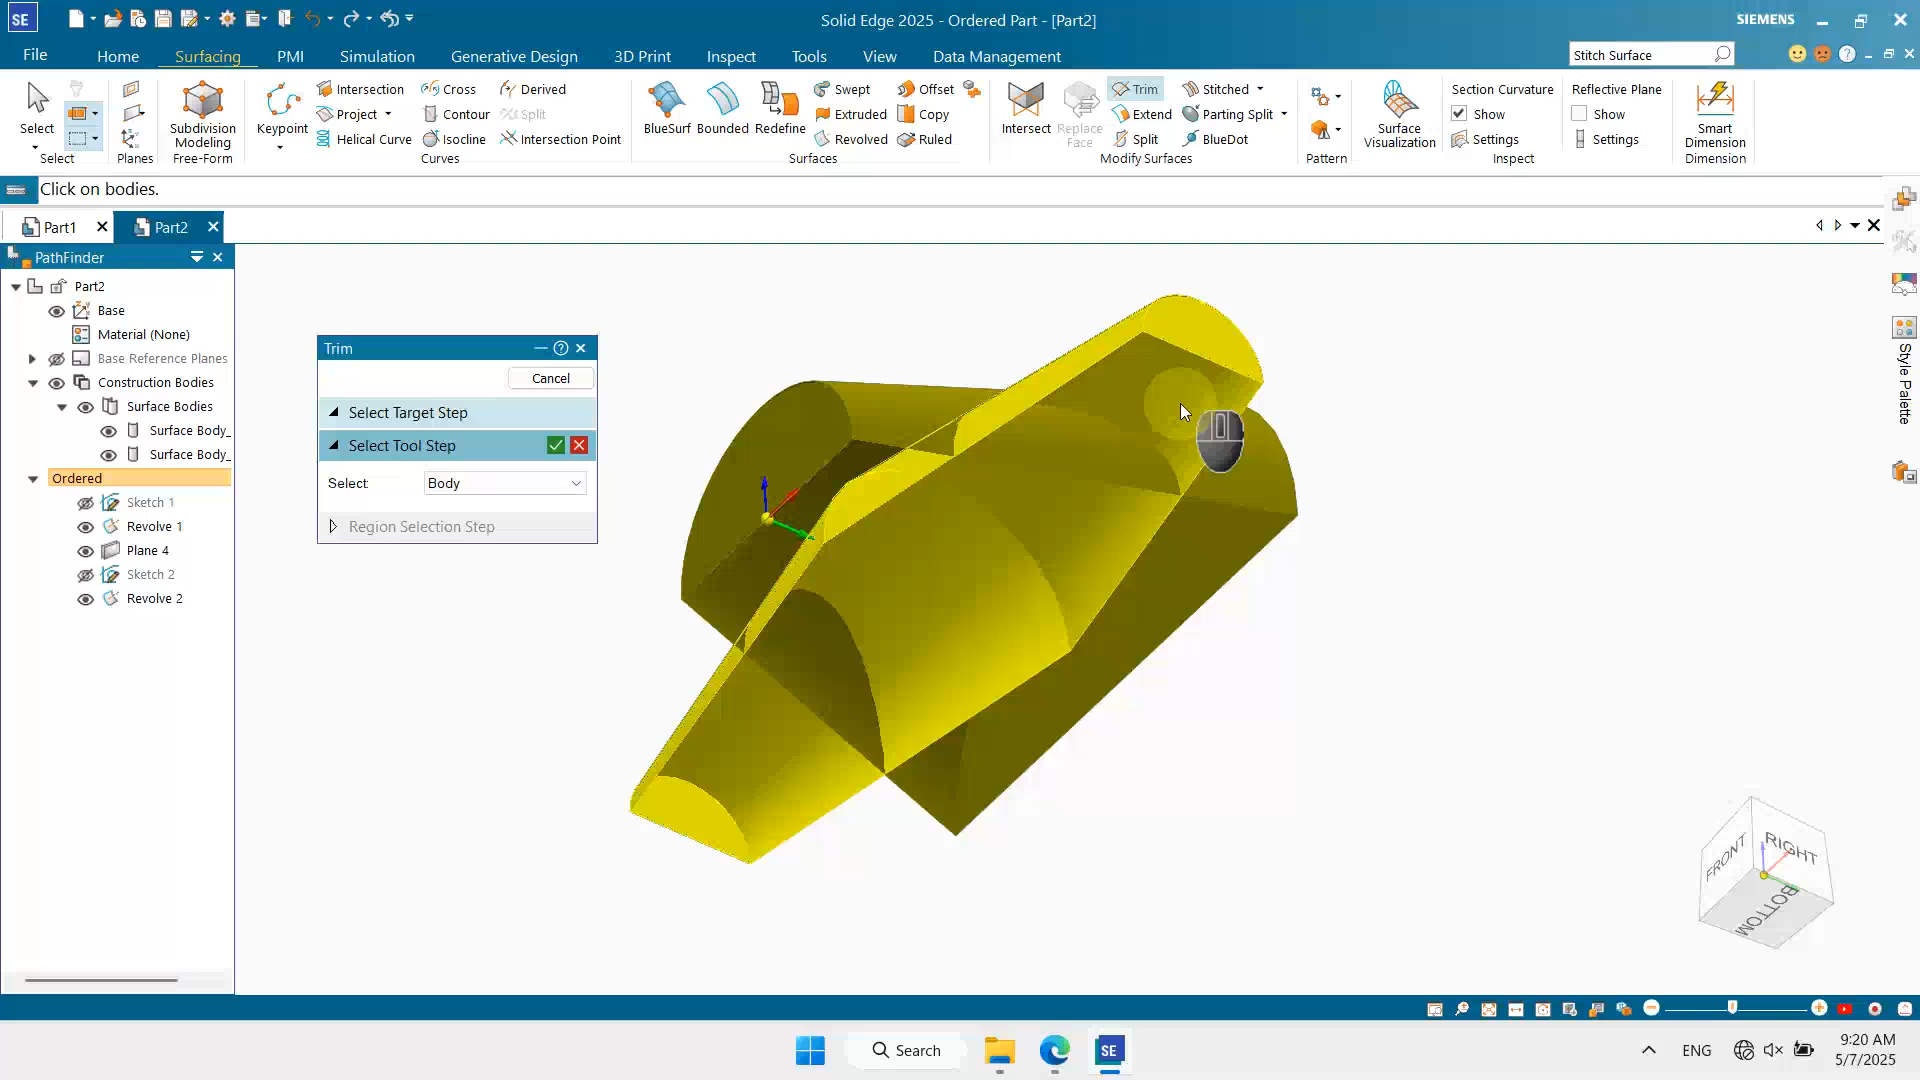 SE
Solid Edge 2025 - Ordered Part - [Part2]
SIEMENS
File
Home
Surfacing
PMI
Simulation
Generative Design
3D Print
Inspect
Tools
View
Data Management
Stitch Surface
Select
Select
Planes
Subdivision
Modeling
Free-Form
Keypoint
Intersection
Project
Helical Curve
Cross
Contour
Isocline
Derived
Split
Intersection Point
Curves
BlueSurf
Bounded
Redefine
Swept
Extruded
Revolved
Offset
Copy
Ruled
Surfaces
Intersect
Replace
Face
Trim
Extend
Split
Stitched
Parting Split
BlueDot
Modify Surfaces
Pattern
Surface
Visualization
Section Curvature
Show
Settings
Inspect
Reflective Plane
Show
Settings
Smart
Dimension
Dimension
Click on bodies.
Part1
Part2
PathFinder
Part2
Base
Material (None)
Base Reference Planes
Construction Bodies
Surface Bodies
Surface Body_
Surface Body_
Ordered
Sketch 1
Revolve 1
Plane 4
Sketch 2
Revolve 2
Trim
Cancel
Select Target Step
Select Tool Step
Select:
Body
Region Selection Step
Style Palette
FRONT
RIGHT
BOTTOM
Search
SE
ENG
9:20 AM
5/7/2025